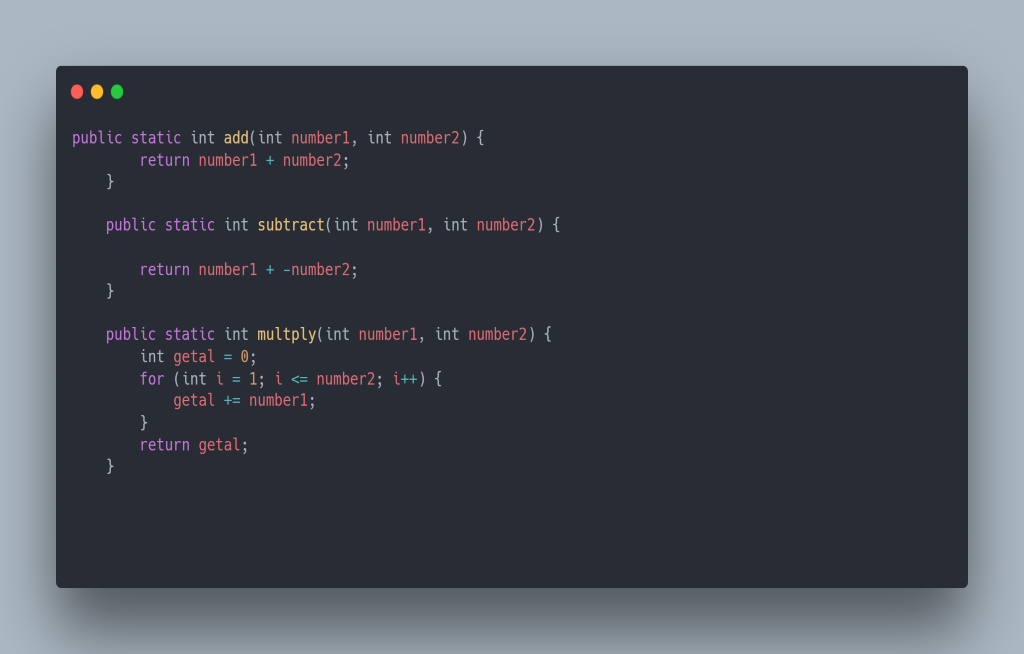 public static int add(int number1, int number2) {
        return number1 + number2;
    }

    public static int subtract(int number1, int number2) {

        return number1 + -number2;
    }

    public static int multply(int number1, int number2) {
        int getal = 0;
        for (int i = 1; i <= number2; i++) {
            getal += number1;
        }
        return getal;
    }